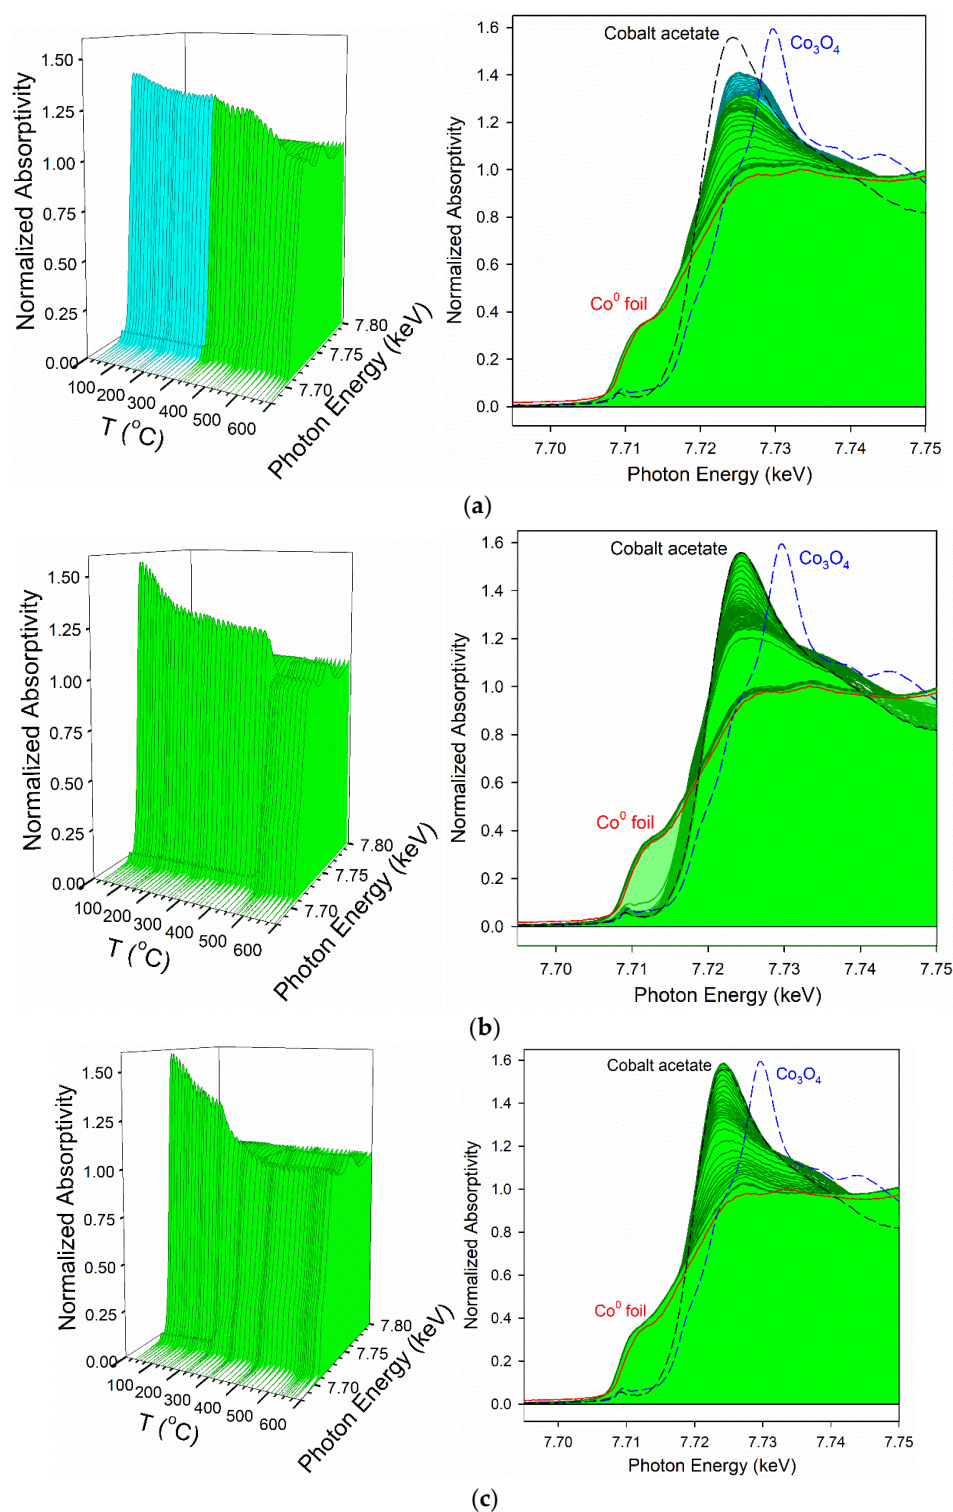 Normalized Absorptivity
1.50
1.25
1.00
0.75
0.50
0.25
0.00
100
200
300
400
500
600
T (°C)
7.70
7.75
7.80
Photon Energy (keV)
Normalized Absorptivity
1.6
1.4
1.2
1.0
0.8
0.6
0.4
0.2
0.0
Cobalt acetate
Co₃O₄
Co⁰ foil
7.70 7.71 7.72 7.73 7.74 7.75
Photon Energy (keV)
(a)
Normalized Absorptivity
1.50
1.25
1.00
0.75
0.50
0.25
0.00
100
200
300
400
500
600
T (°C)
7.70
7.75
7.80
Photon Energy (keV)
Normalized Absorptivity
1.6
1.4
1.2
1.0
0.8
0.6
0.4
0.2
0.0
Cobalt acetate
Co₃O₄
Co⁰ foil
7.70 7.71 7.72 7.73 7.74 7.75
Photon Energy (keV)
(b)
Normalized Absorptivity
1.50
1.25
1.00
0.75
0.50
0.25
0.00
100
200
300
400
500
600
T (°C)
7.70
7.75
7.80
Photon Energy (keV)
Normalized Absorptivity
1.6
1.4
1.2
1.0
0.8
0.6
0.4
0.2
0.0
Cobalt acetate
Co₃O₄
Co⁰ foil
7.70 7.71 7.72 7.73 7.74 7.75
Photon Energy (keV)
(c)